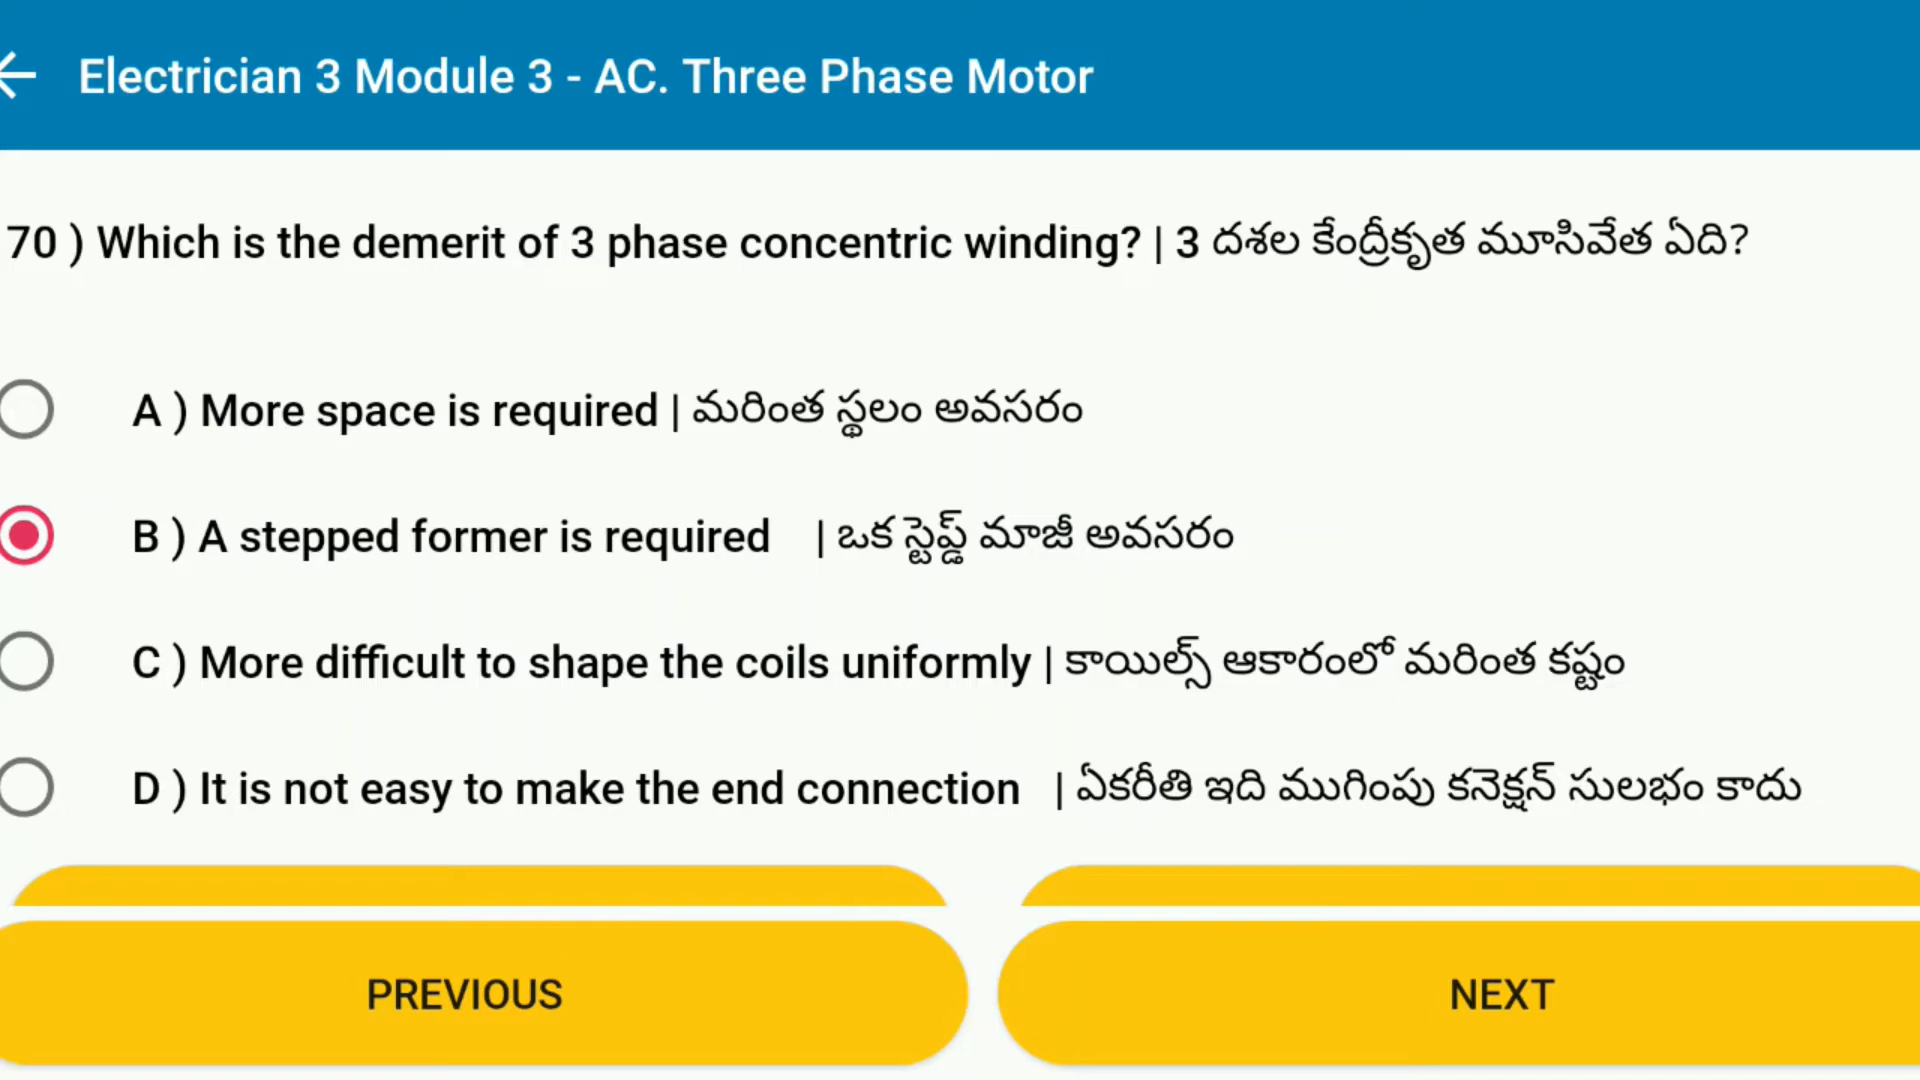 Electrician 3 Module 3 - AC. Three Phase Motor
70 ) Which is the demerit of 3 phase concentric winding? | 3 దశల కేంద్రీకృత మూసివేత ఏది?
A ) More space is required | మరింత స్థలం అవసరం
B ) A stepped former is required | ఒక స్టెప్డ్ మాజీ అవసరం
C ) More difficult to shape the coils uniformly | కాయిల్స్ ఆకారంలో మరింత కష్టం
D ) It is not easy to make the end connection | ఏకరీతి ఇది ముగింపు కనెక్షన్ సులభం కాదు
PREVIOUS
NEXT